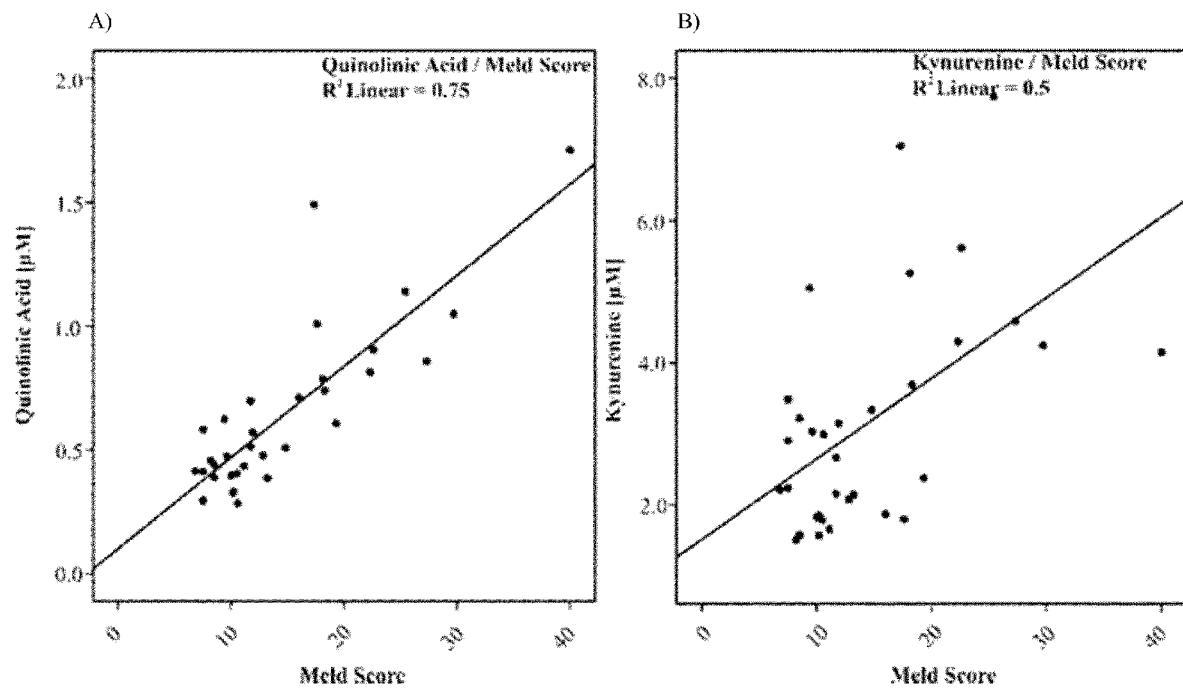 A)
Quinolinic Acid / Meld Score
R² Linear = 0.75
2.0
1.5
1.0
0.5
0.0
Quinolinic Acid [µM]
0
10
20
30
40
Meld Score
B)
Kynurenine / Meld Score
R² Linear = 0.5
8.0
6.0
4.0
2.0
Kynurenine [µM]
0
10
20
30
40
Meld Score